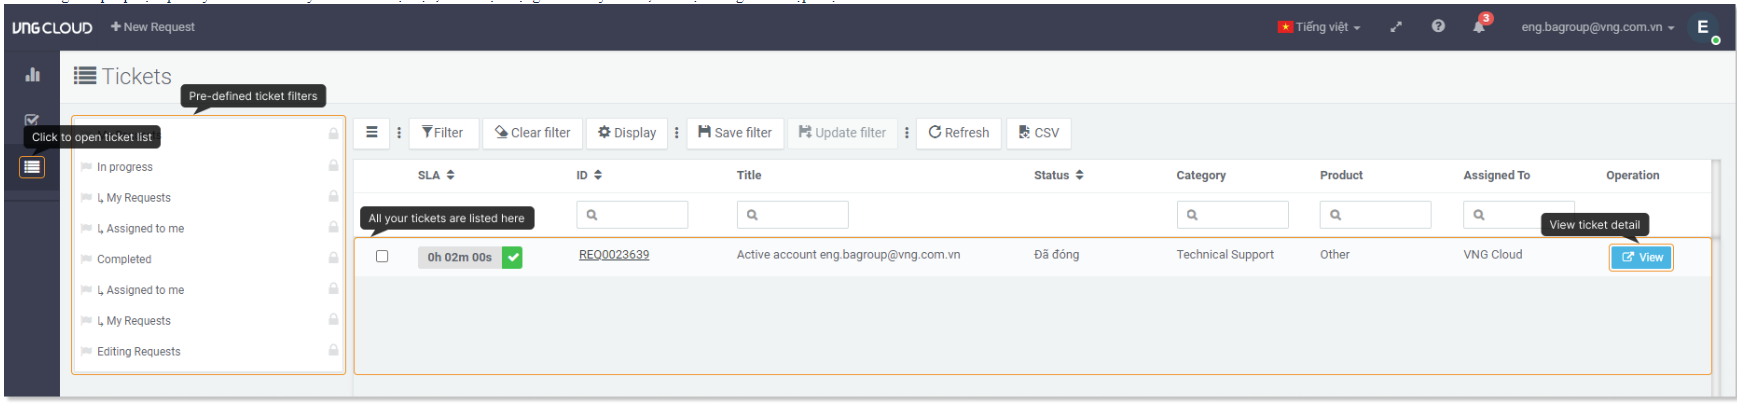 VNG CLOUD
New Request
Tiếng việt
3
eng.bagroup@vng.com.vn
E
Tickets
Pre-defined ticket filters
Click to open ticket list
In progress
My Requests
Assigned to me
Completed
Assigned to me
My Requests
Editing Requests
Filter
Clear filter
Display
Save filter
Update filter
Refresh
CSV
SLA ID Title Status Category Product Assigned To Operation
All your tickets are listed here
View ticket detail
0h 02m 00s REQ0023639 Active account eng.bagroup@vng.com.vn Đã đóng Technical Support Other VNG Cloud View